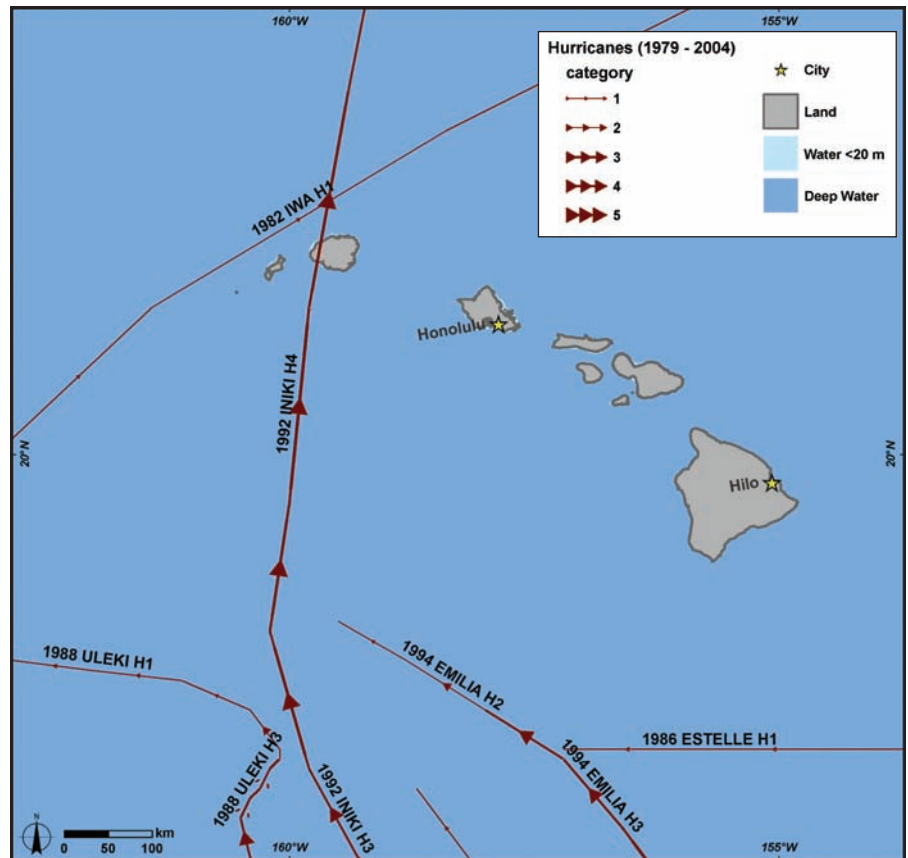 160°W
155°W
Hurricanes (1979 - 2004)
category
1
2
3
4
5
City
Land
Water <20 m
Deep Water
1982 IWA H1
Honolulu
1992 INIKI H4
20°N
20°N
Hilo
1988 ULEKI H1
1994 EMILIA H2
1986 ESTELLE H1
1988 ULEKI H3
1992 INIKI H3
1994 EMILIA H3
N
km
0
50
100
160°W
155°W